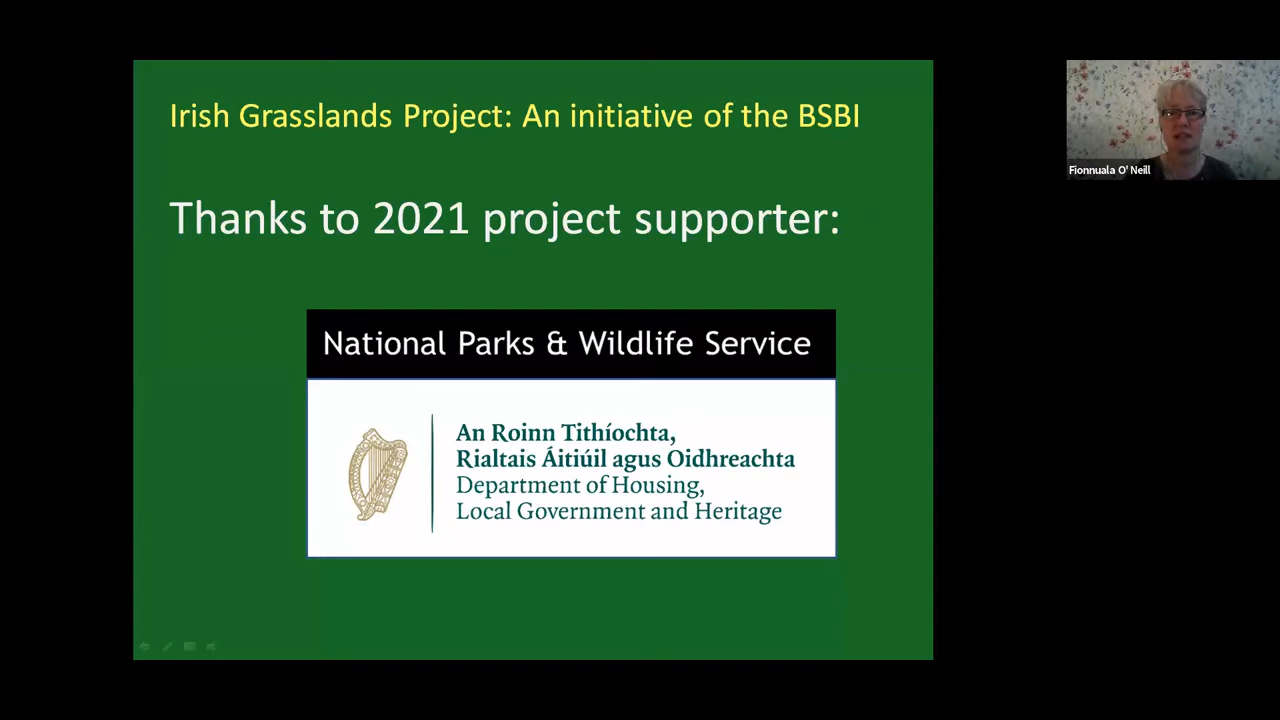 Irish Grasslands Project: An initiative of the BSBI
Thanks to 2021 project supporter:
National Parks & Wildlife Service
An Roinn Tithíochta,
Rialtais Áitiúil agus Oidhreachta
Department of Housing,
Local Government and Heritage
Fionnuala O' Neill